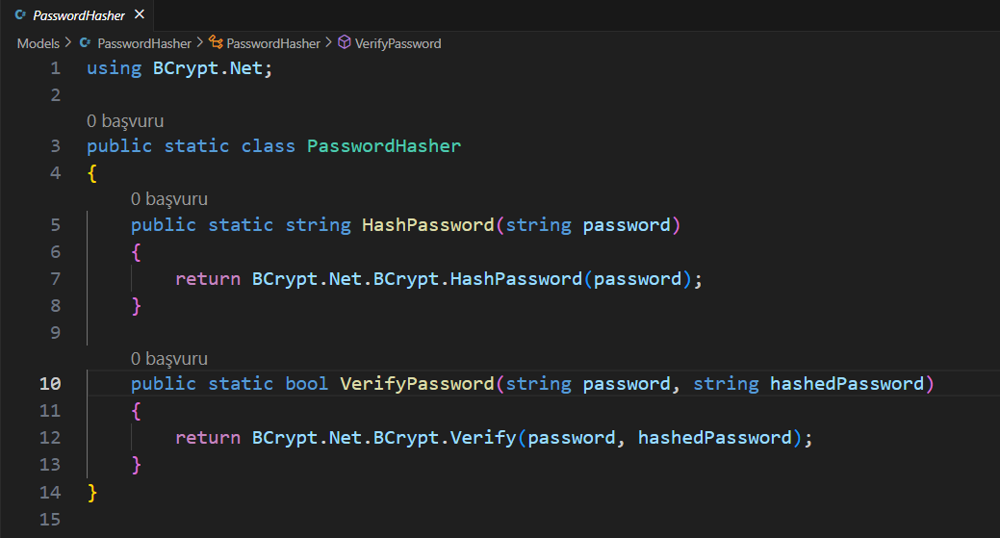 PasswordHasher
Models > PasswordHasher > PasswordHasher > VerifyPassword
1 using BCrypt.Net;
2
0 başvuru
3 public static class PasswordHasher
4 {
0 başvuru
5 public static string HashPassword(string password)
6 {
7 return BCrypt.Net.BCrypt.HashPassword(password);
8 }
9
0 başvuru
10 public static bool VerifyPassword(string password, string hashedPassword)
11 {
12 return BCrypt.Net.BCrypt.Verify(password, hashedPassword);
13 }
14 }
15